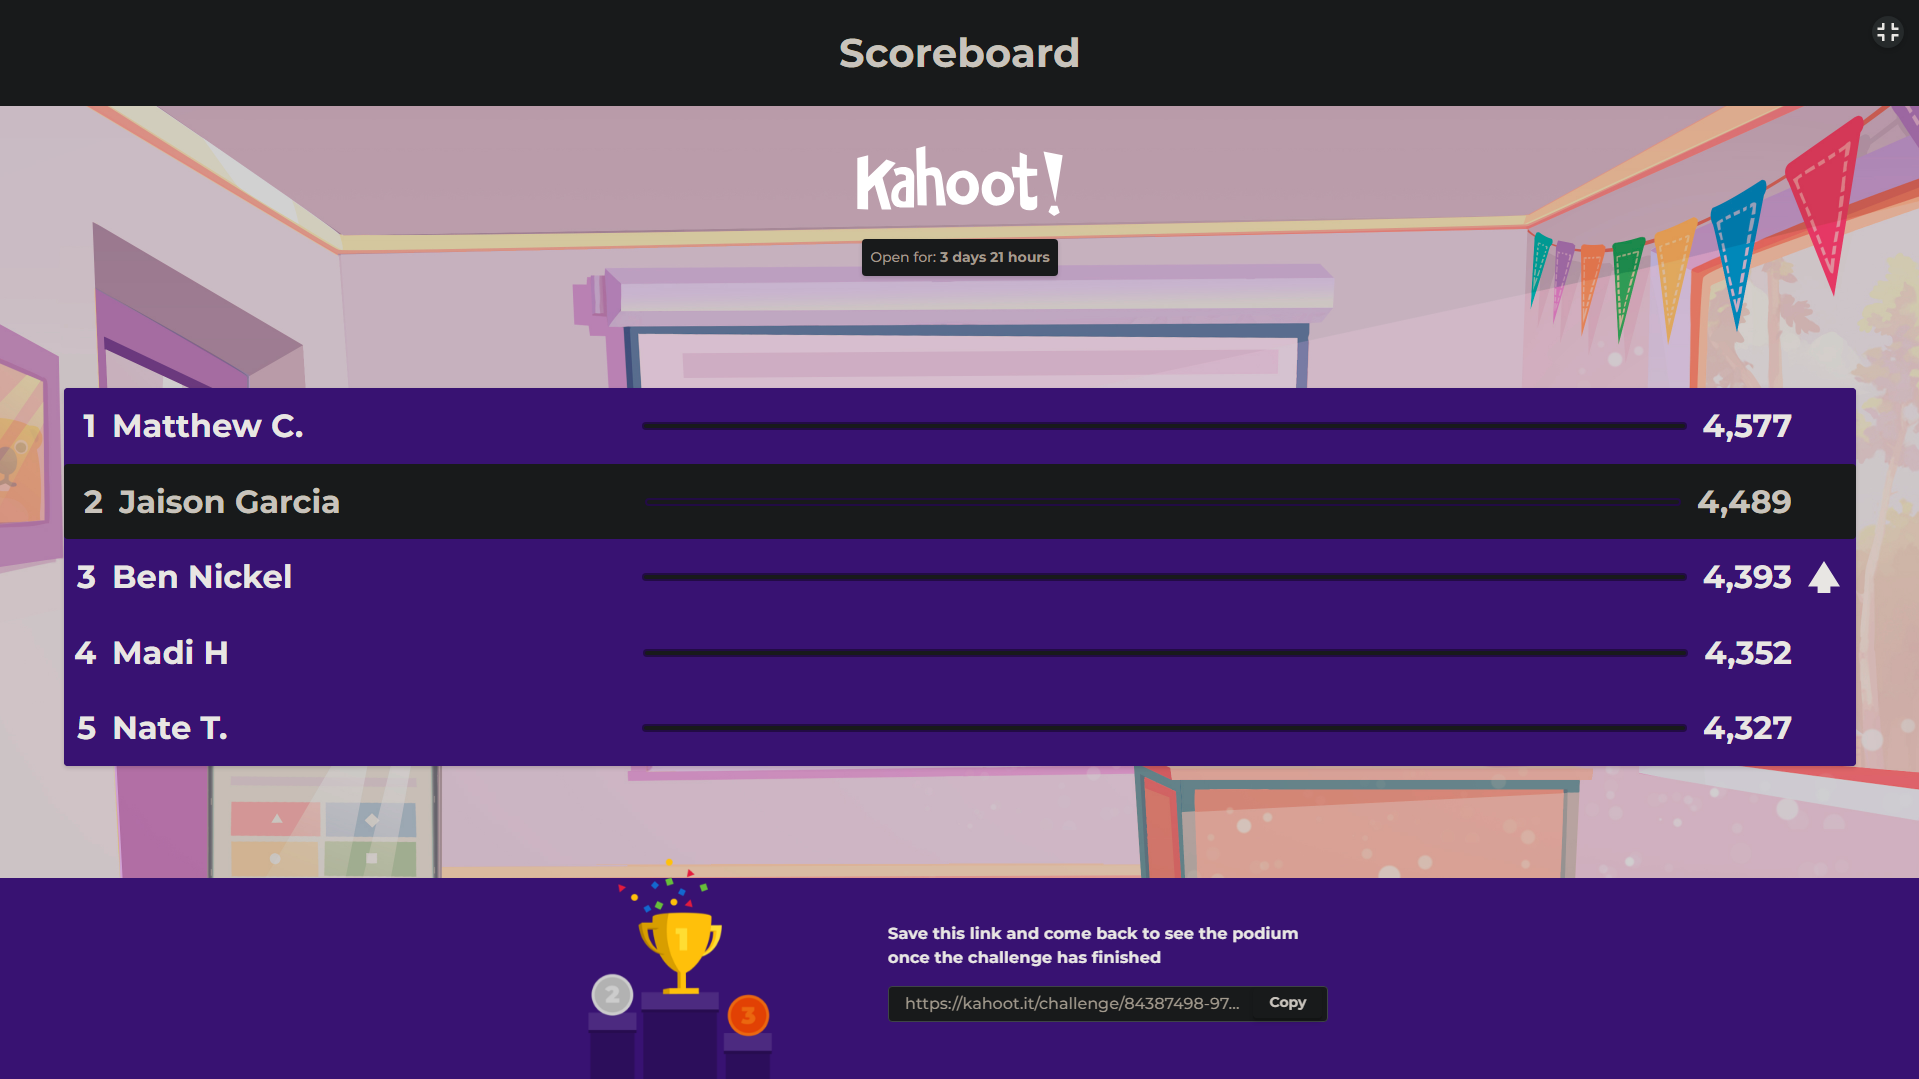 Scoreboard
Kahoot!
Open for: 3 days 21 hours
1 Matthew C. 4,577
2 Jaison Garcia 4,489
3 Ben Nickel 4,393
4 Madi H 4,352
5 Nate T. 4,327
1
2
3
Save this link and come back to see the podium
once the challenge has finished
https://kahoot.it/challenge/84387498-97... Copy